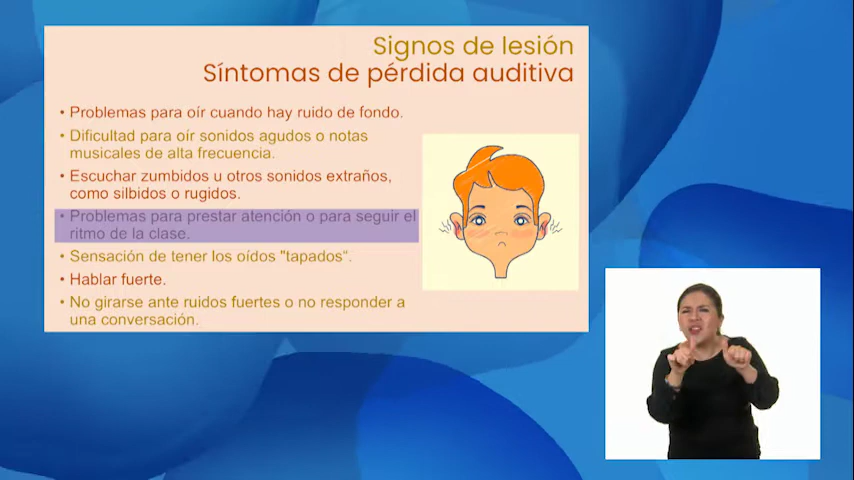 Signos de lesión
Síntomas de pérdida auditiva
• Problemas para oír cuando hay ruido de fondo.
• Dificultad para oír sonidos agudos o notas
musicales de alta frecuencia.
• Escuchar zumbidos u otros sonidos extraños,
como silbidos o rugidos.
• Problemas para prestar atención o para seguir el
ritmo de la clase.
• Sensación de tener los oídos "tapados“.
• Hablar fuerte.
• No girarse ante ruidos fuertes o no responder a
una conversación.